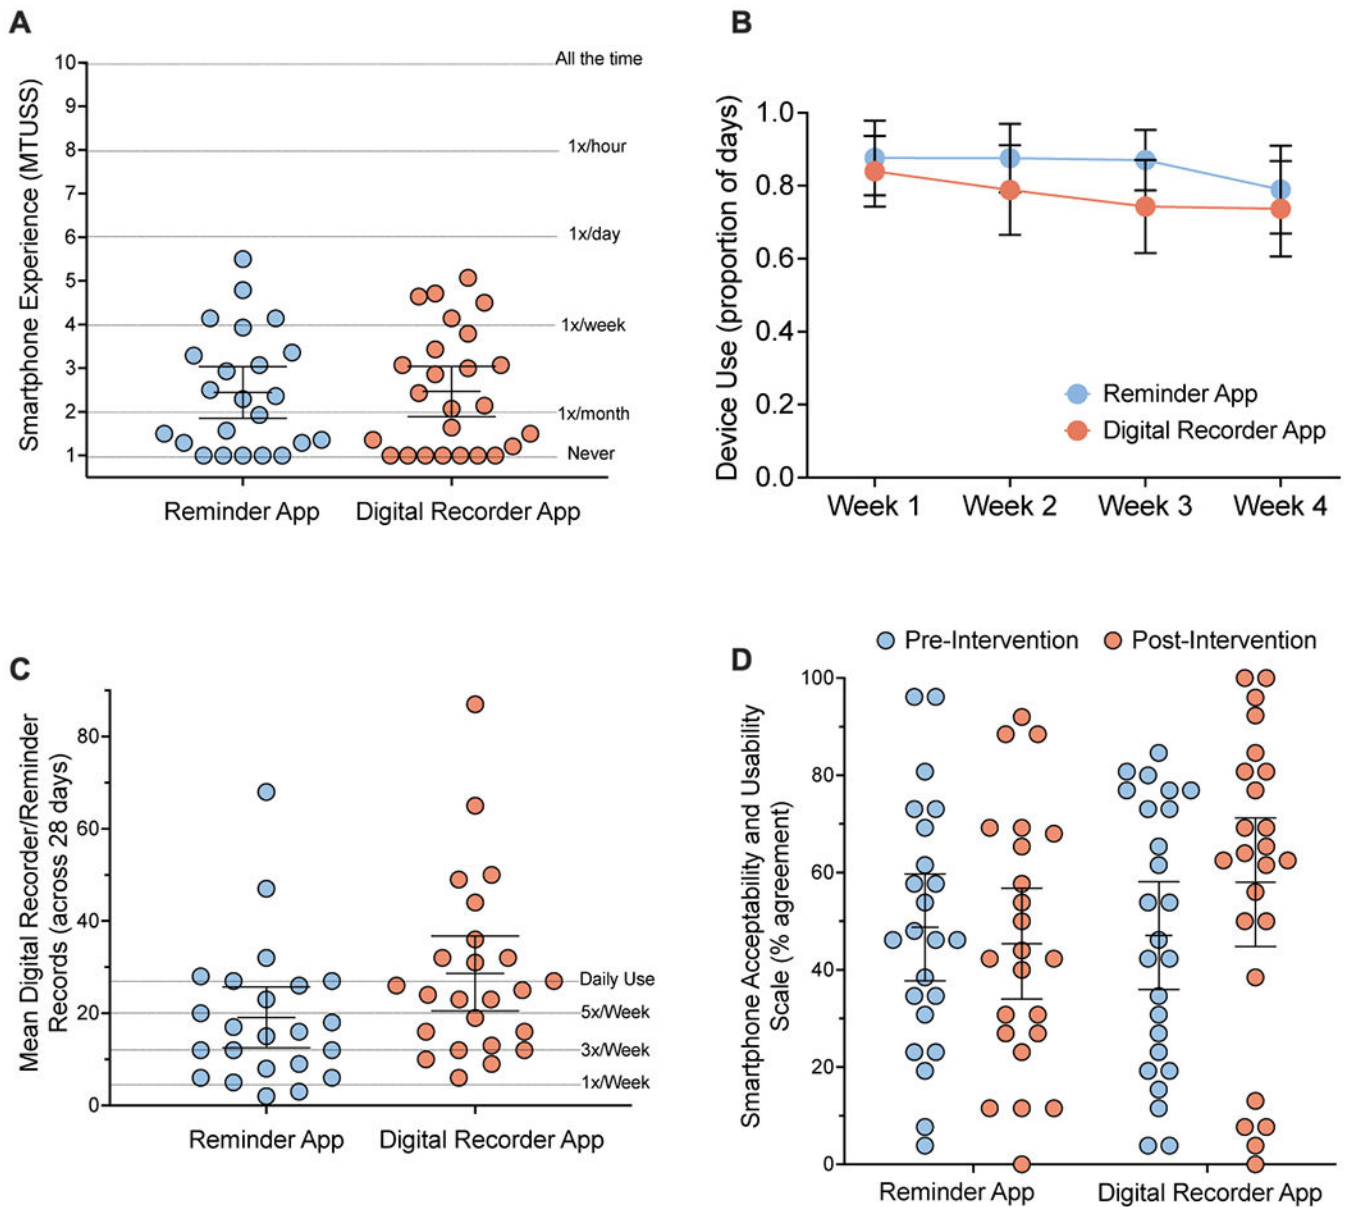 A
Smartphone Experience (MTUSS)
10
9
8
7
6
5
4
3
2
1
All the time
1x/hour
1x/day
1x/week
1x/month
Never
Reminder App
Digital Recorder App
B
Device Use (proportion of days)
1.0
0.8
0.6
0.4
0.2
0.0
Reminder App
Digital Recorder App
Week 1
Week 2
Week 3
Week 4
C
Mean Digital Recorder/Reminder
Records (across 28 days)
80
60
40
20
0
Daily Use
5x/Week
3x/Week
1x/Week
Reminder App
Digital Recorder App
D
Pre-Intervention
Post-Intervention
Smartphone Acceptability and Usability
Scale (% agreement)
100
80
60
40
20
0
Reminder App
Digital Recorder App